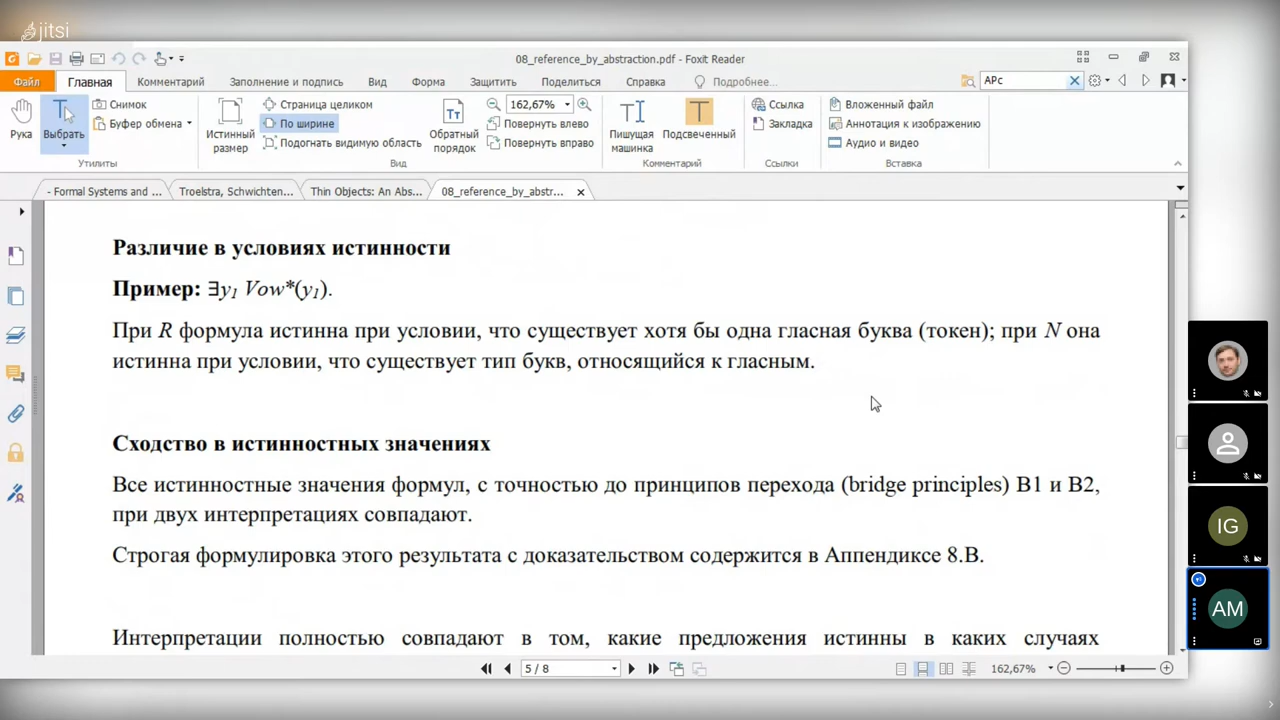 jitsi
08_reference_by_abstraction.pdf - Foxit Reader
Файл Главная Комментарий Заполнение и подпись Вид Форма Защитить Поделиться Справка Подробнее... APc
Рука
Выбрать
Снимок
Буфер обмена
Утилиты
Истинный размер
Страница целиком
По ширине
Подогнать видимую область
Обратный порядок
162,67%
Повернуть влево
Повернуть вправо
Вид
Пишущая машинка
Подсвеченный
Комментарий
Ссылка
Закладка
Ссылки
Вложенный файл
Аннотация к изображению
Аудио и видео
Вставка
- Formal Systems and ... Troelstra, Schwichten... Thin Objects: An Abs... 08_reference_by_abstr...
Различие в условиях истинности
Пример: ∃y₁ Vow*(y₁).
При R формула истинна при условии, что существует хотя бы одна гласная буква (токен); при N она
истинна при условии, что существует тип букв, относящийся к гласным.
Сходство в истинностных значениях
Все истинностные значения формул, с точностью до принципов перехода (bridge principles) B1 и B2,
при двух интерпретациях совпадают.
Строгая формулировка этого результата с доказательством содержится в Аппендиксе 8.B.
Интерпретации полностью совпадают в том, какие предложения истинны в каких случаях
5 / 8
162,67%
IG
AM